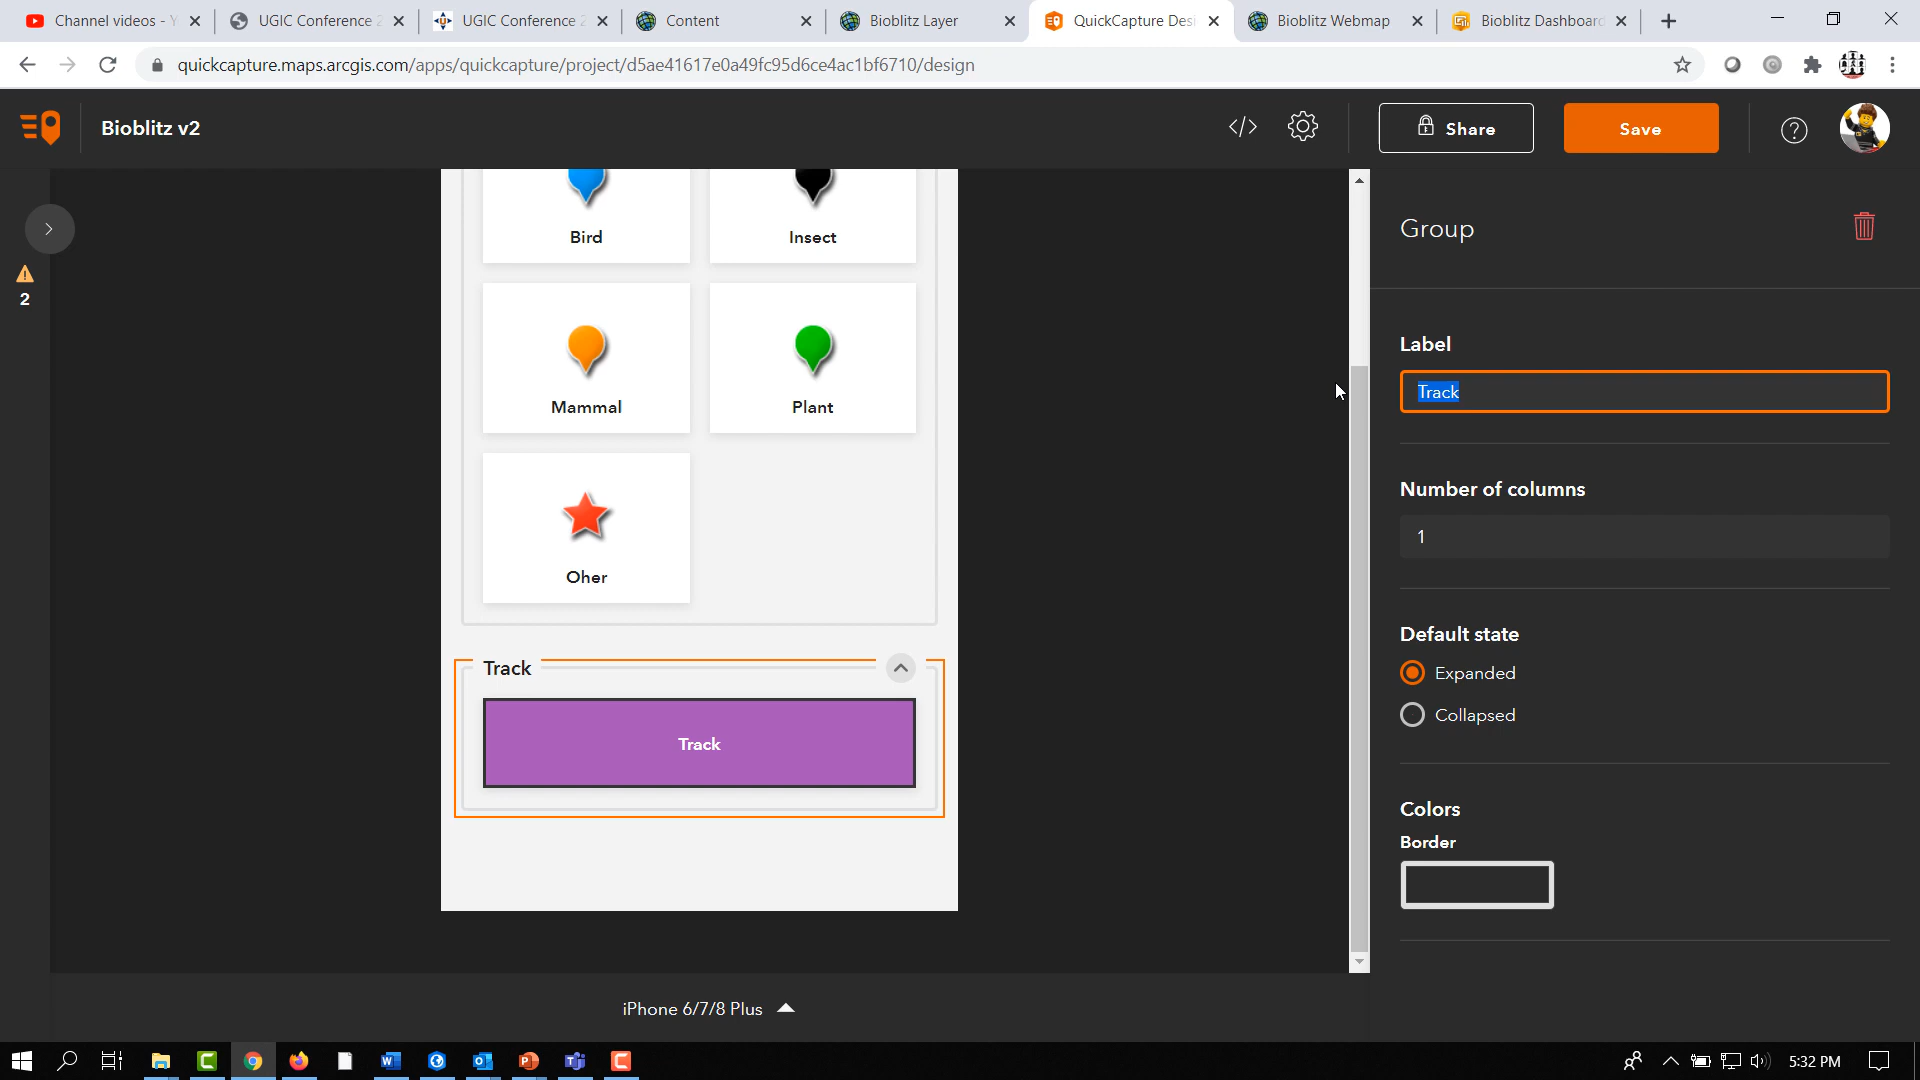 Channel videos - Y
UGIC Conference 2
UGIC Conference 2
Content
Bioblitz Layer
QuickCapture Desi
Bioblitz Webmap
Bioblitz Dashboard
quickcapture.maps.arcgis.com/apps/quickcapture/project/d5ae41617e0a49fc95d6ce4ac1bf6710/design
Bioblitz v2
Share
Save
2
Bird
Insect
Mammal
Plant
Oher
Track
Track
iPhone 6/7/8 Plus
Group
Label
Track
Number of columns
1
Default state
Expanded
Collapsed
Colors
Border
5:32 PM